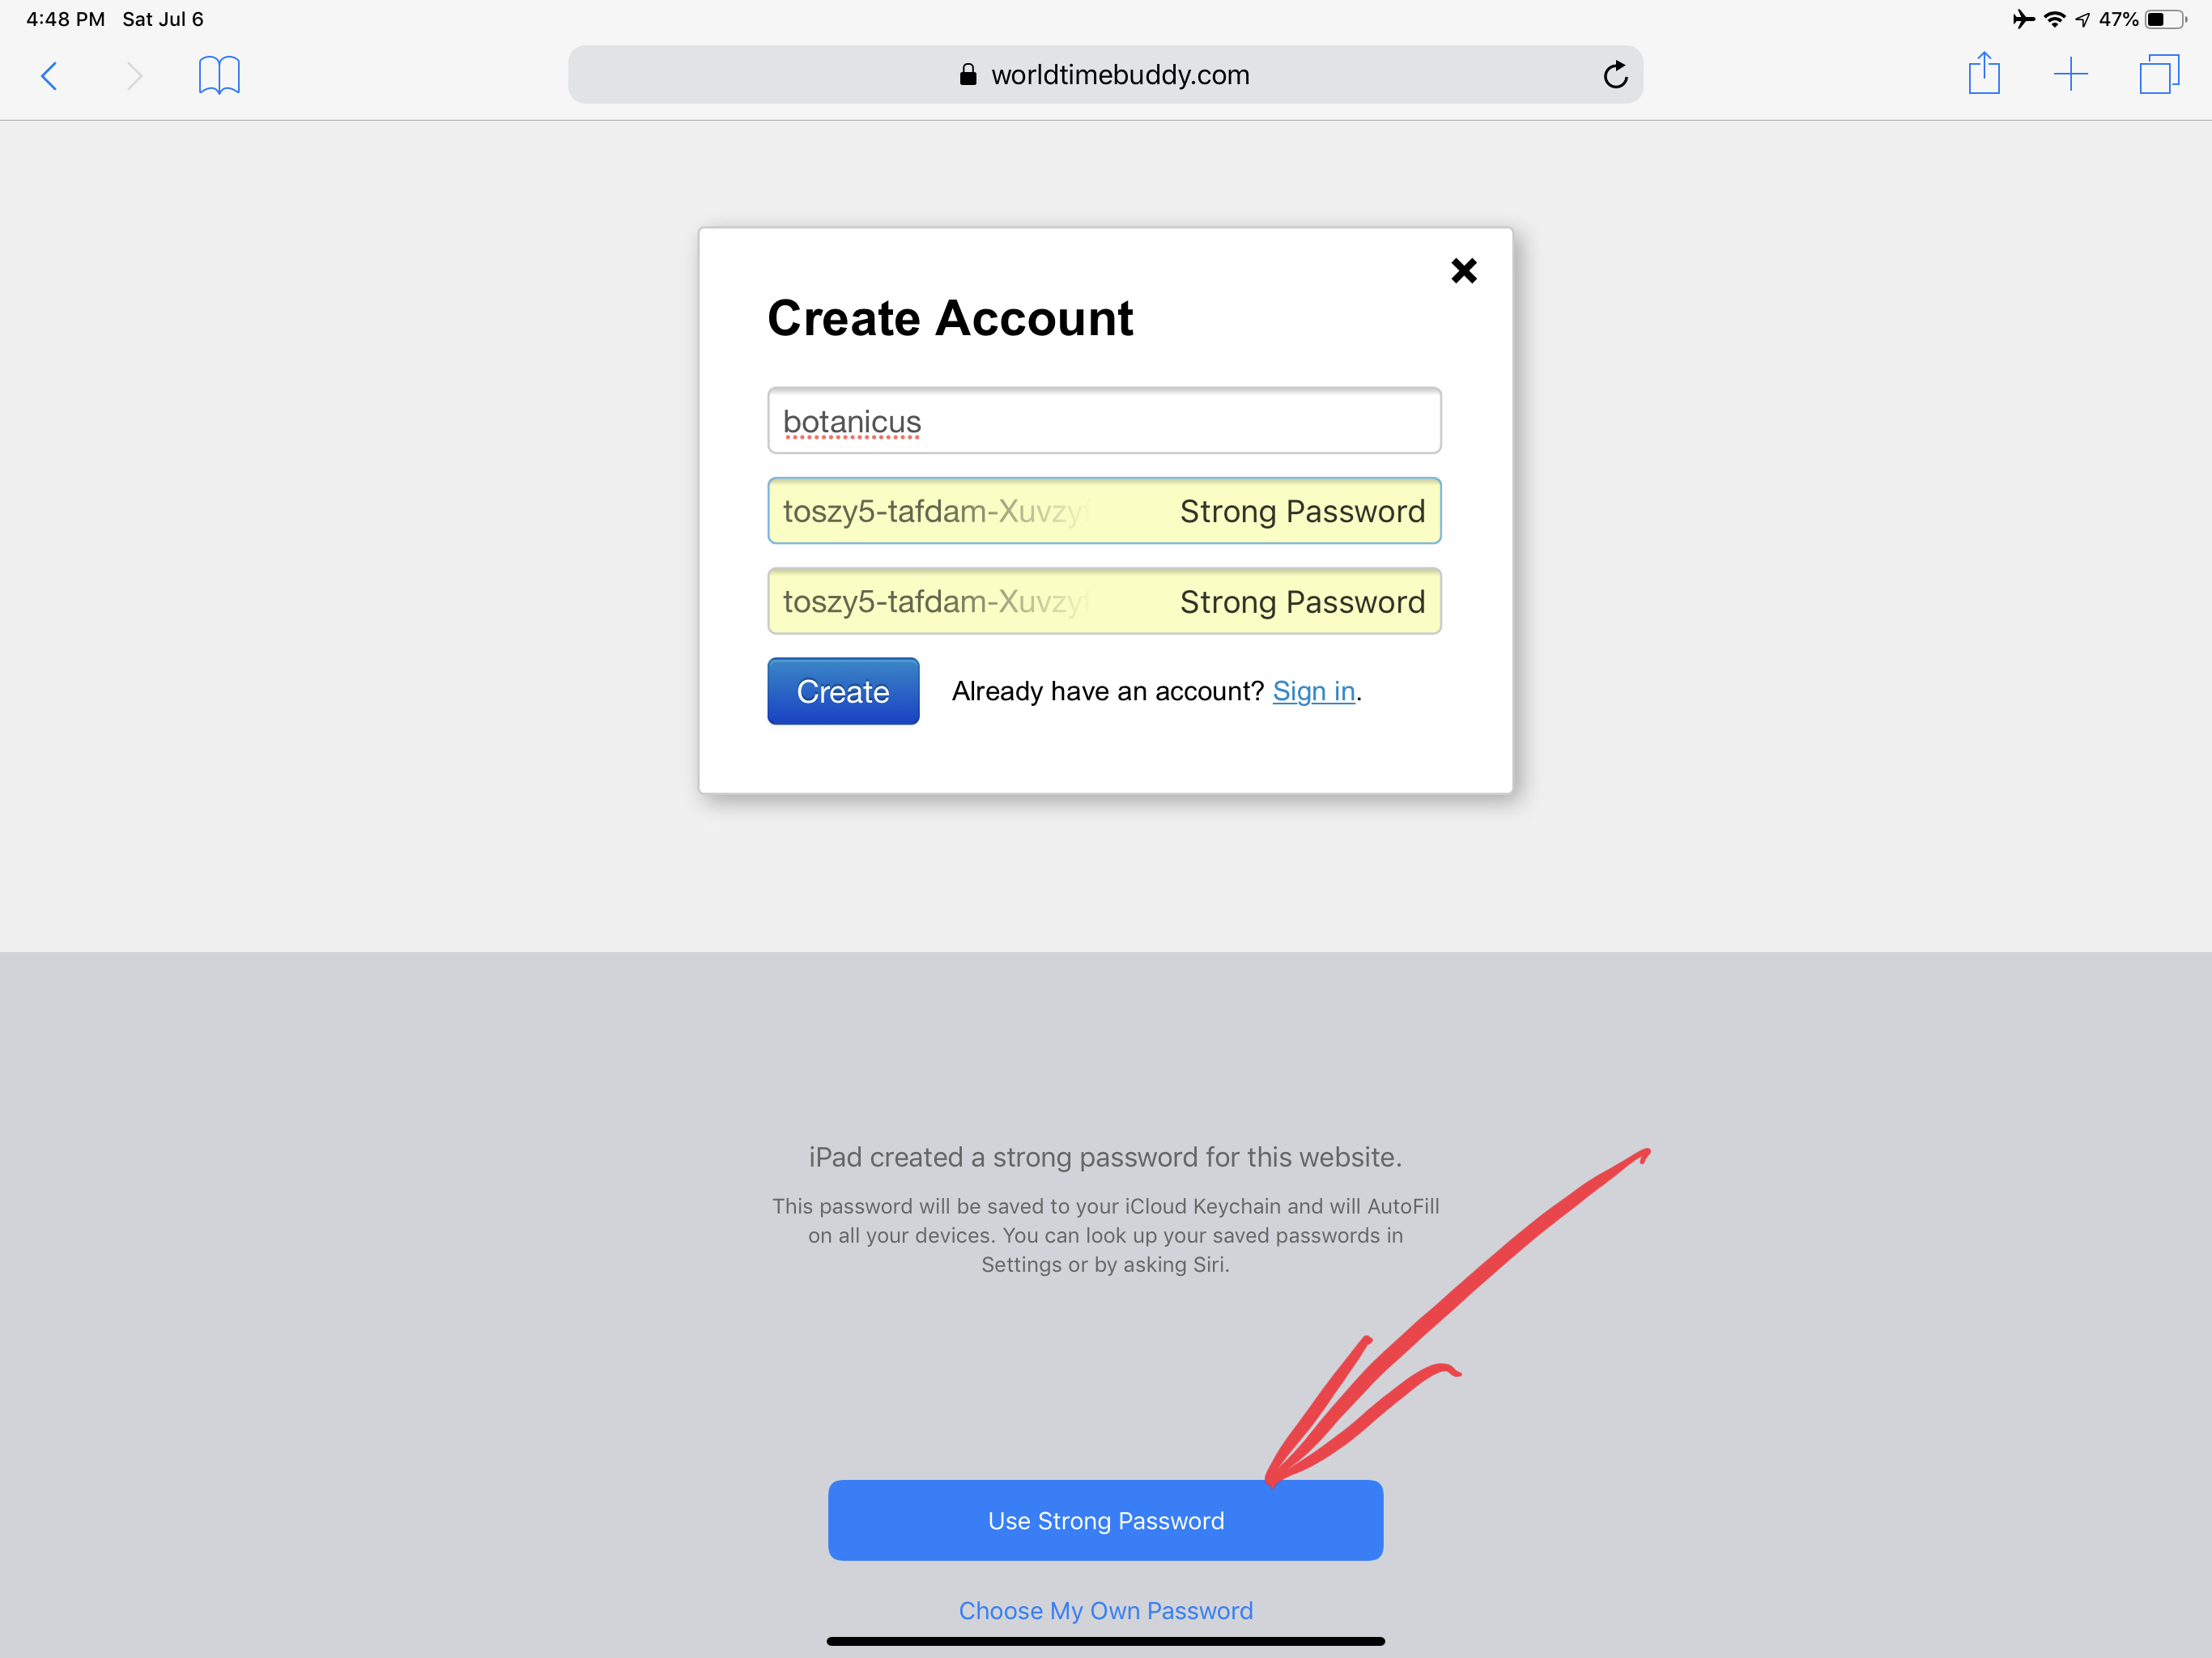 4:48 PM Sat Jul 6
47%
worldtimebuddy.com
Create Account
botanicus
toszy5-tafdam-Xuvzy Strong Password
toszy5-tafdam-Xuvzy Strong Password
Create Already have an account? Sign in.
iPad created a strong password for this website.
This password will be saved to your iCloud Keychain and will AutoFill
on all your devices. You can look up your saved passwords in
Settings or by asking Siri.
Use Strong Password
Choose My Own Password